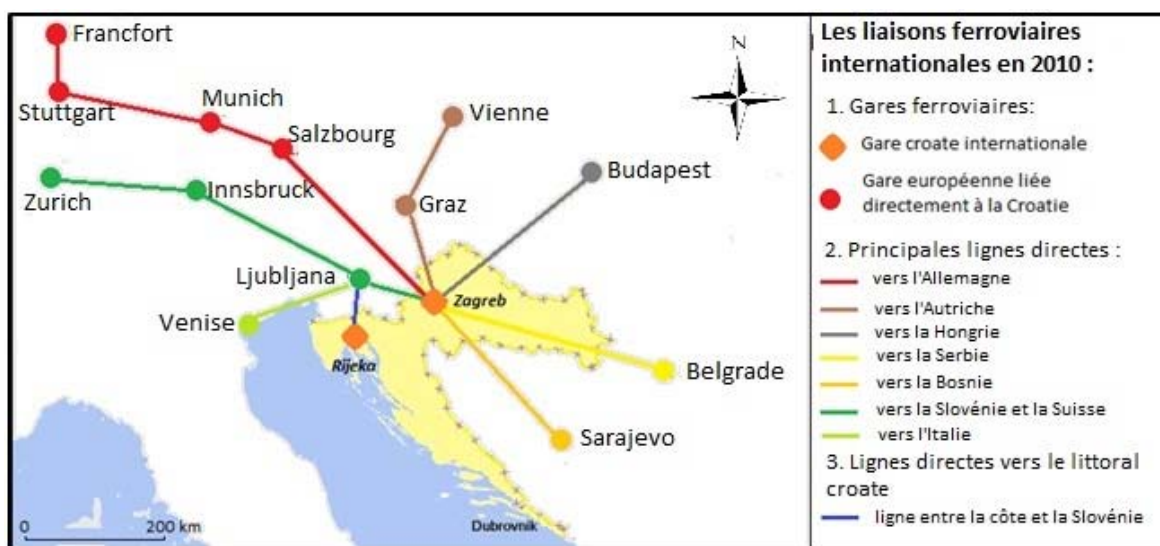 Francfort
Stuttgart
Munich
Salzbourg
Vienne
Zurich
Innsbruck
Graz
Budapest
Ljubljana
Zagreb
Venise
Rijeka
Belgrade
Sarajevo
Dubrovnik
0 200 km
N
Les liaisons ferroviaires
internationales en 2010 :
1. Gares ferroviaires:
Gare croate internationale
Gare européenne liée
directement à la Croatie
2. Principales lignes directes :
vers l'Allemagne
vers l'Autriche
vers la Hongrie
vers la Serbie
vers la Bosnie
vers la Slovénie et la Suisse
vers l'Italie
3. Lignes directes vers le littoral
croate
ligne entre la côte et la Slovénie